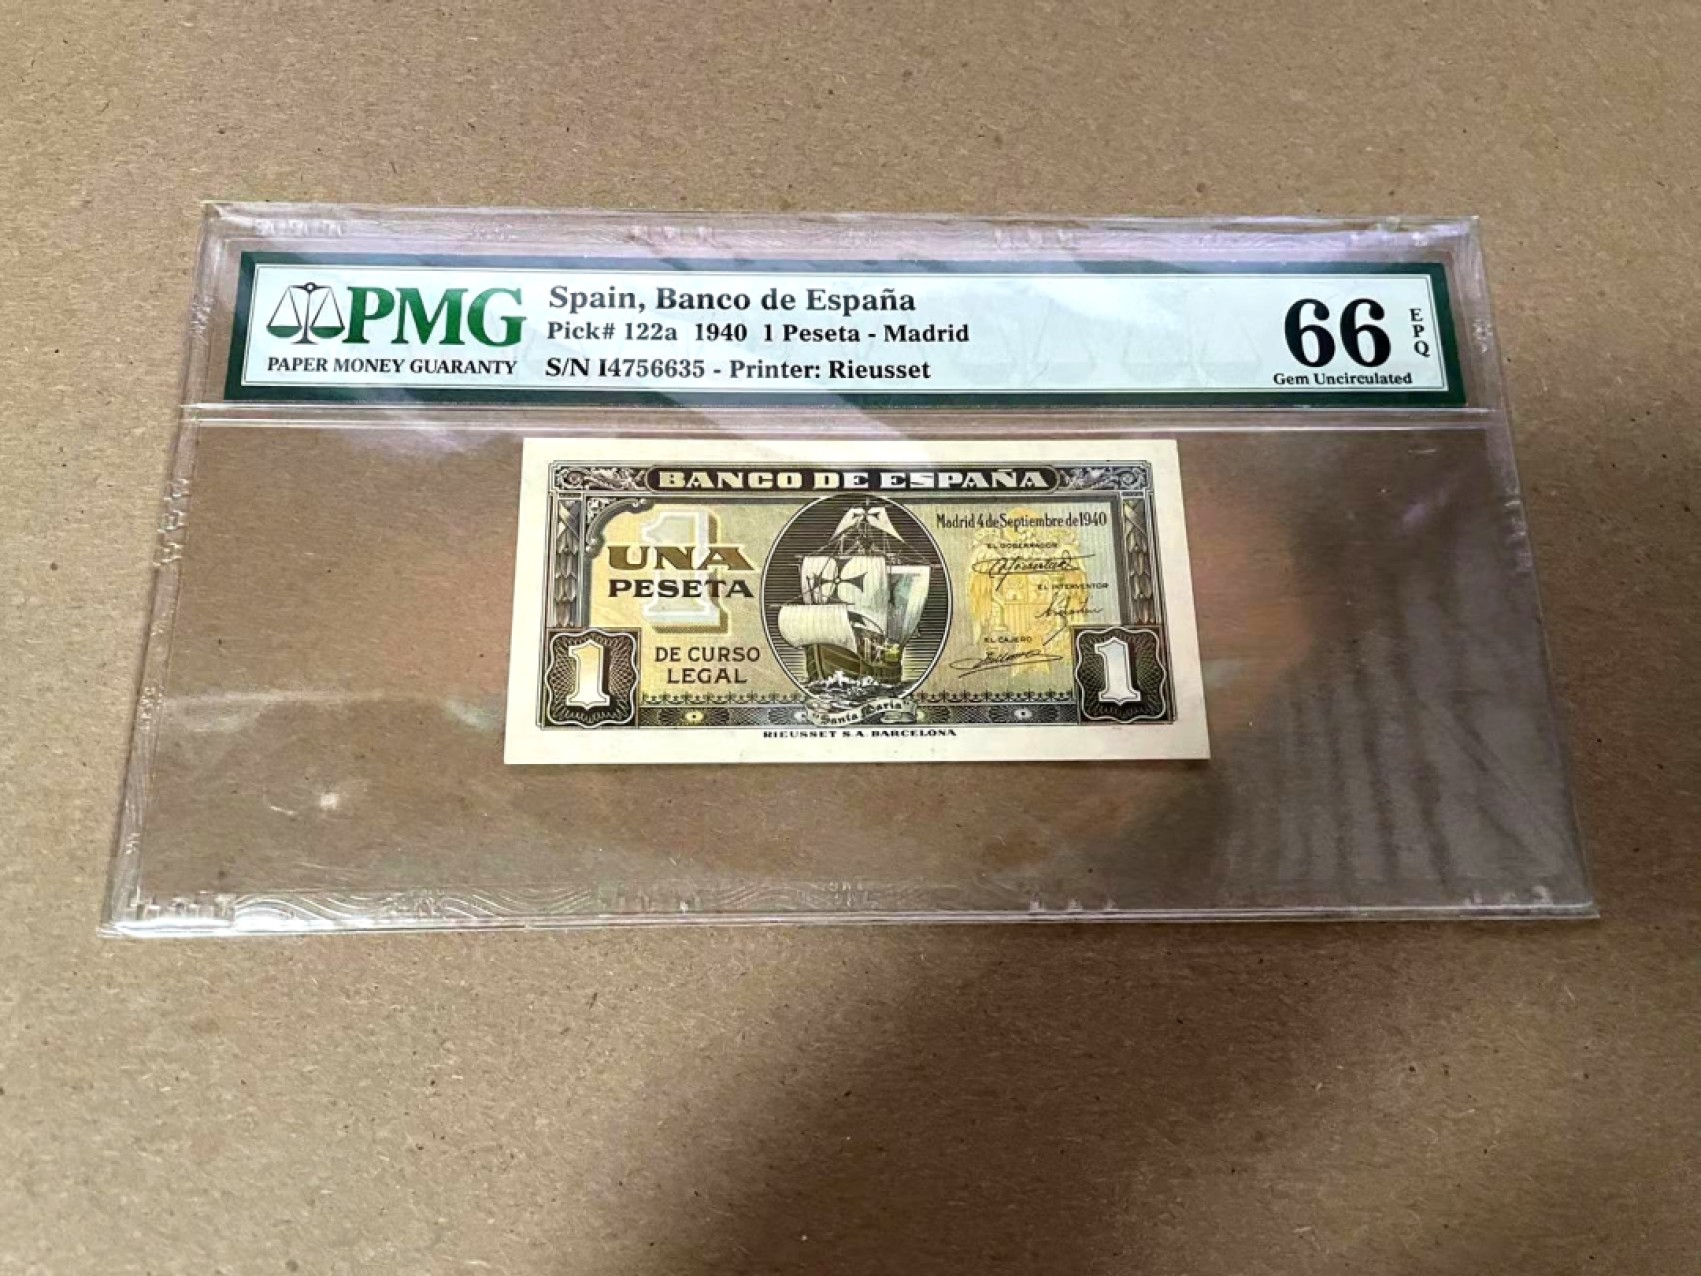 PMG
PAPER MONEY GUARANTY
Spain, Banco de España
Pick# 122a 1940 1 Peseta - Madrid
S/N I4756635 - Printer: Rieusset
66
EPQ
Gem Uncirculated
BANCO DE ESPAÑA
Madrid 4 de Septiembre de 1940
1
UNA
PESETA
EL GOBERNADOR
EL INTERVENTOR
EL CAJERO
DE CURSO
LEGAL
1
1
"Santa Maria"
RIEUSSET S.A. BARCELONA